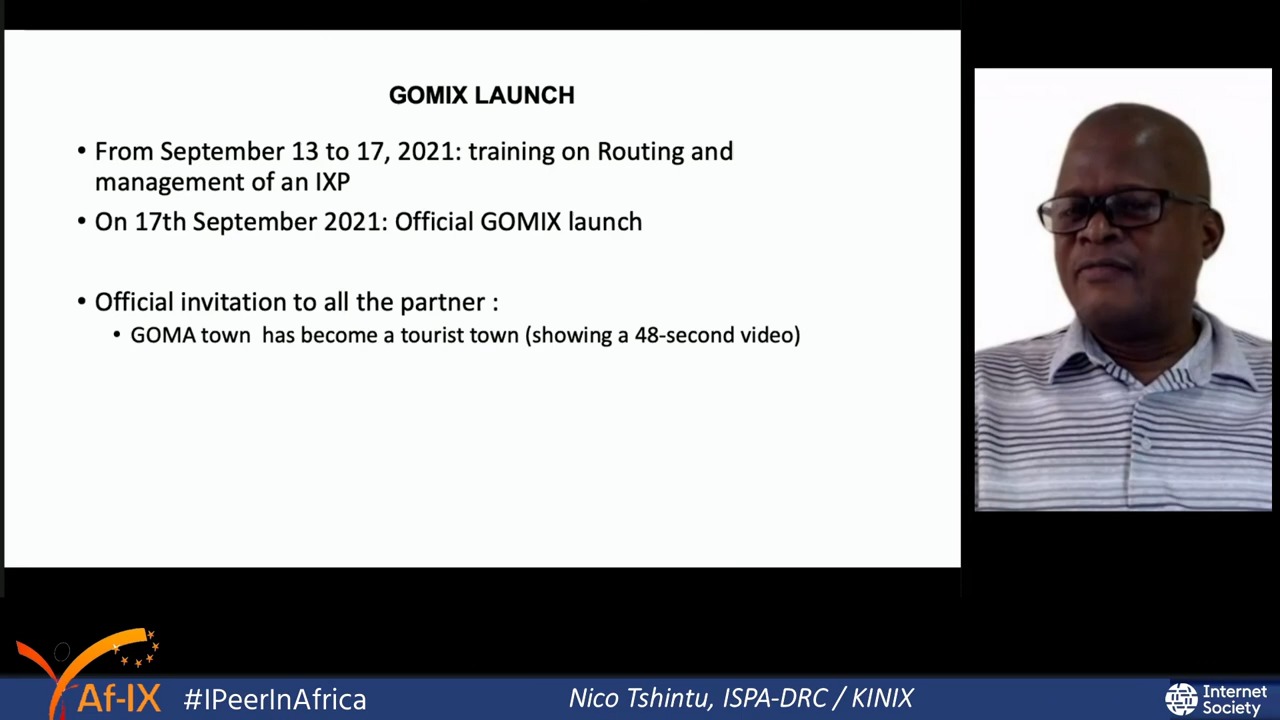 GOMIX LAUNCH
• From September 13 to 17, 2021: training on Routing and
management of an IXP
• On 17th September 2021: Official GOMIX launch
• Official invitation to all the partner :
• GOMA town  has become a tourist town (showing a 48-second video)
Af-IX
#IPeerInAfrica
Nico Tshintu, ISPA-DRC / KINIX
Internet
Society